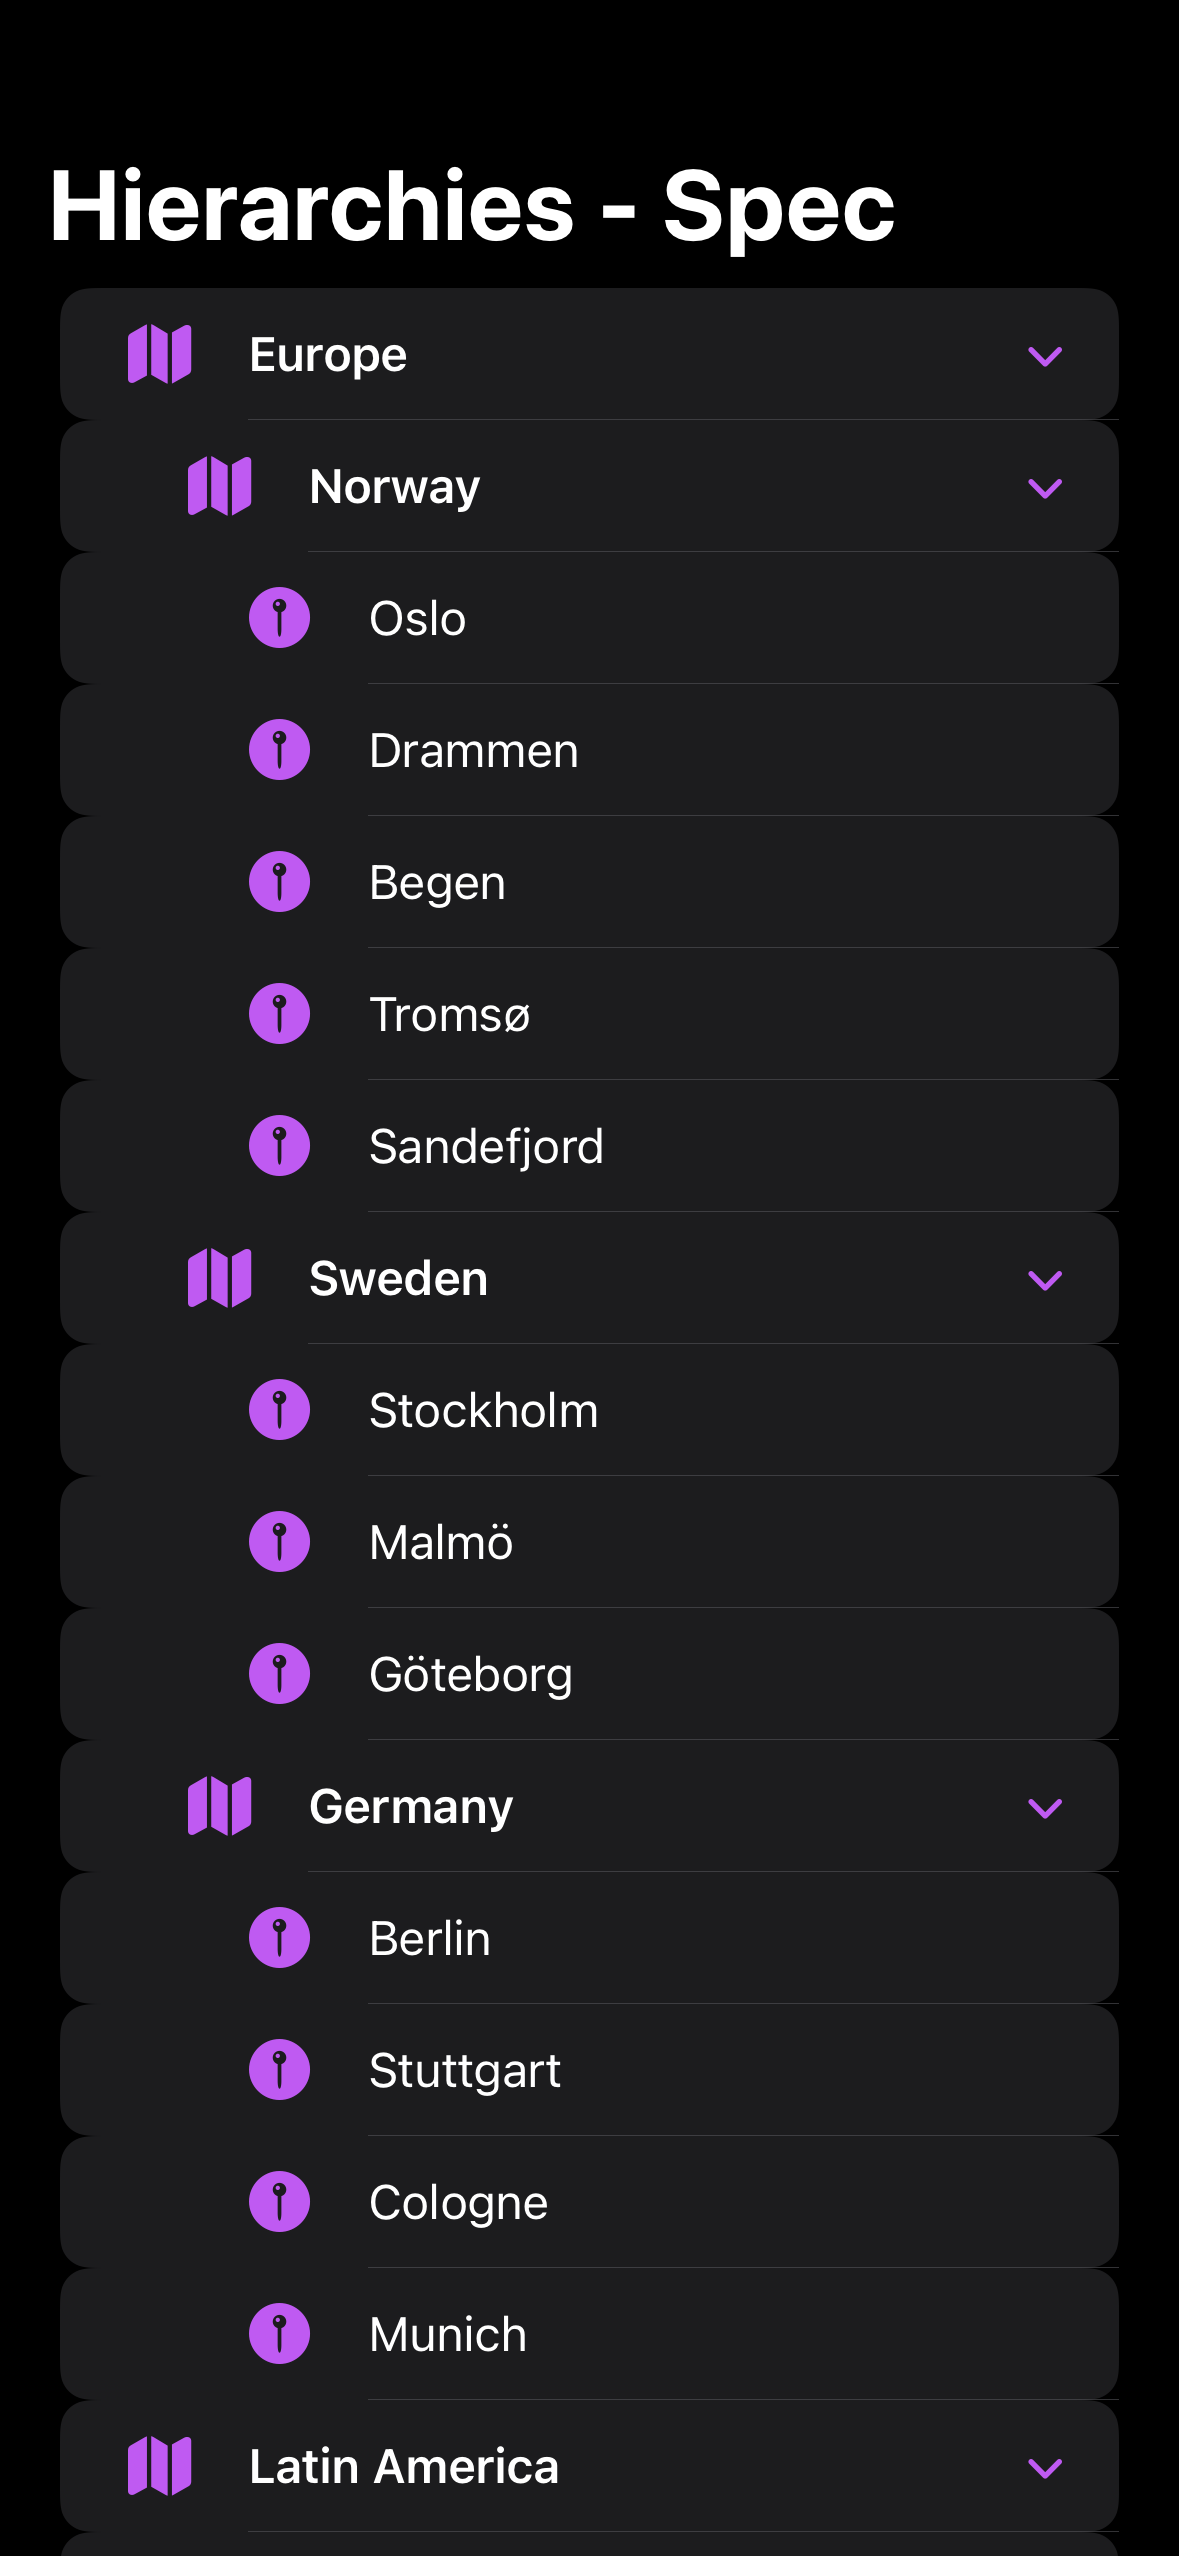 Hierarchies - Spec
Europe
Norway
Oslo
Drammen
Begen
Tromsø
Sandefjord
Sweden
Stockholm
Malmö
Göteborg
Germany
Berlin
Stuttgart
Cologne
Munich
Latin America